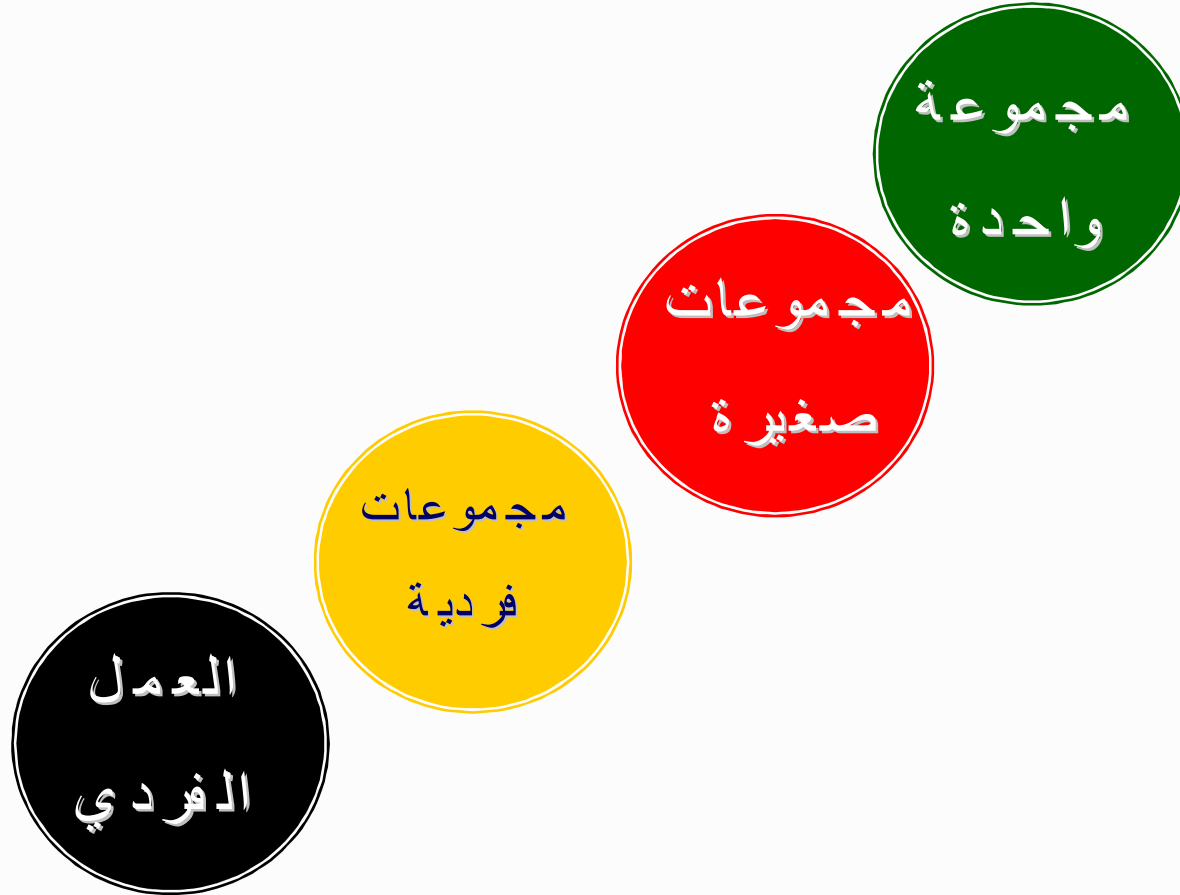 مجموعة
واحدة
مجموعات
صغيرة
مجموعات
فردية
العمل
الفردي